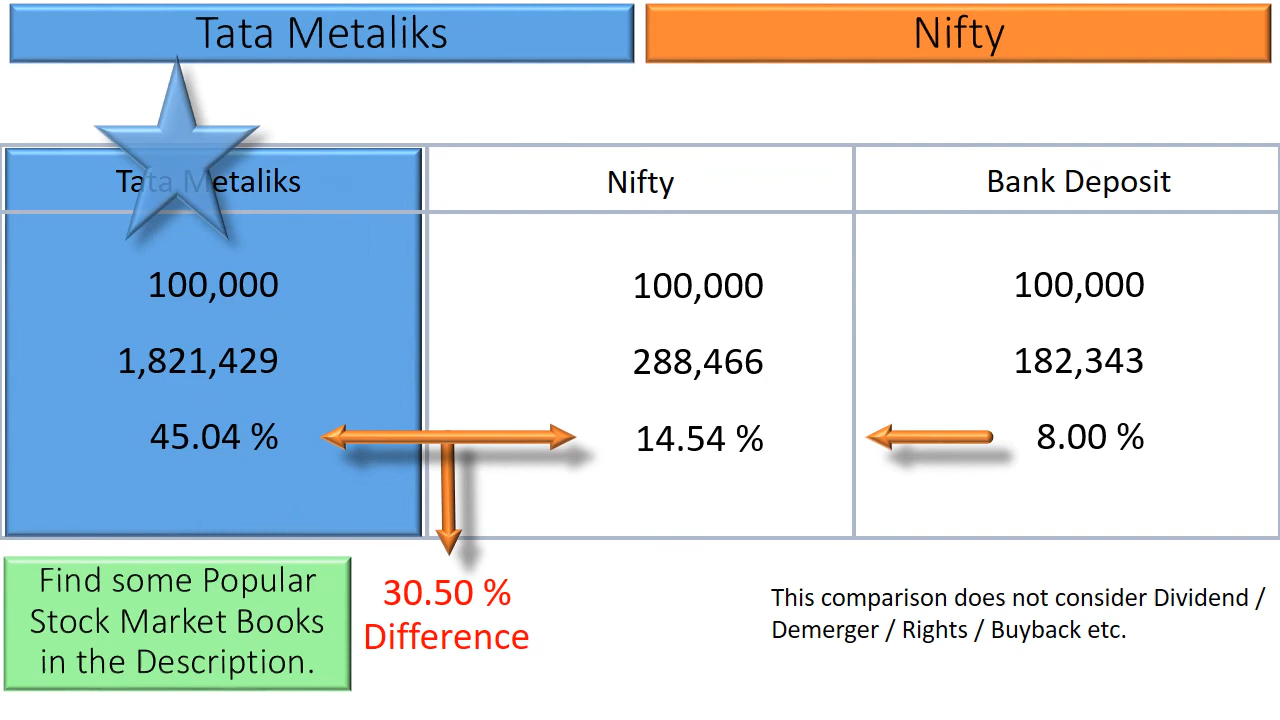 Tata Metaliks
Nifty
Tata Metaliks
Nifty
Bank Deposit
100,000
100,000
100,000
1,821,429
288,466
182,343
45.04 %
14.54 %
8.00 %
Find some Popular
Stock Market Books
in the Description.
30.50 %
Difference
This comparison does not consider Dividend /
Demerger / Rights / Buyback etc.